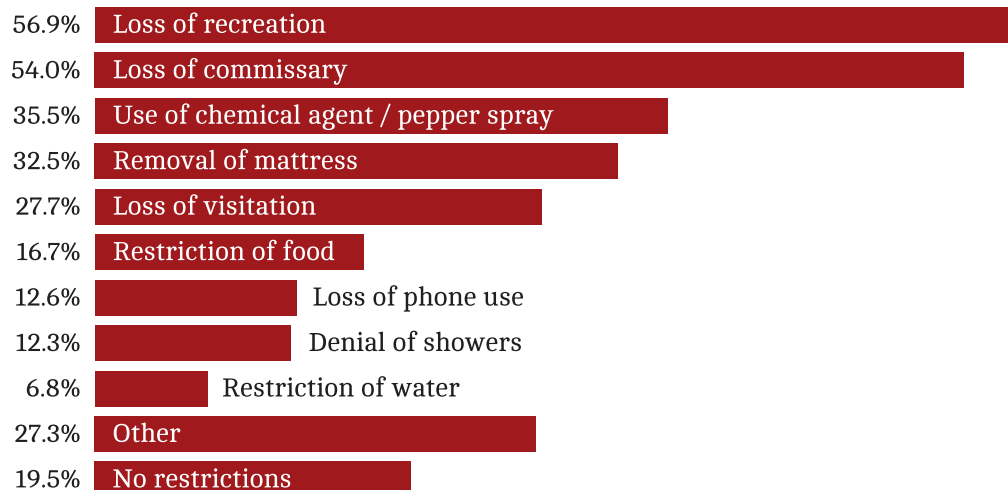 56.9% Loss of recreation
54.0% Loss of commissary
35.5% Use of chemical agent / pepper spray
32.5% Removal of mattress
27.7% Loss of visitation
16.7% Restriction of food
12.6% Loss of phone use
12.3% Denial of showers
6.8% Restriction of water
27.3% Other
19.5% No restrictions